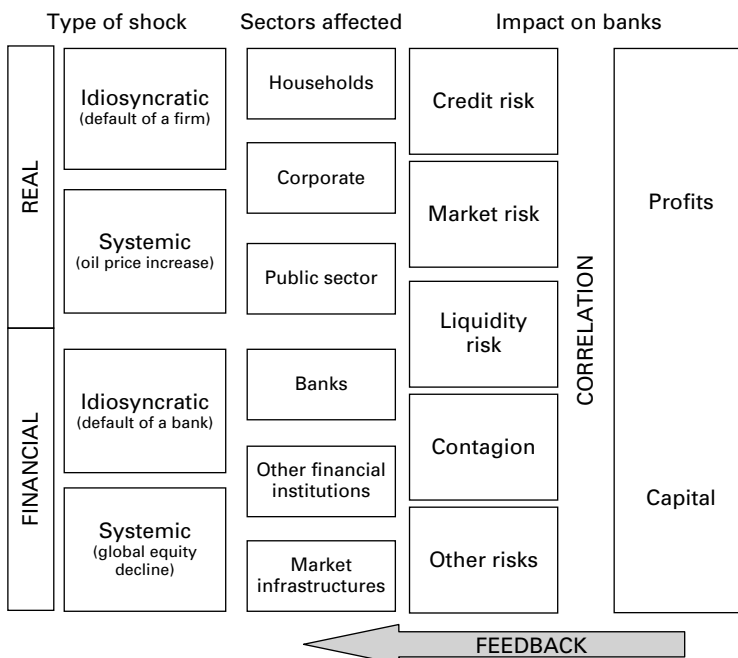 Type of shock
Sectors affected
Impact on banks
REAL
FINANCIAL
Idiosyncratic
(default of a firm)
Systemic
(oil price increase)
Idiosyncratic
(default of a bank)
Systemic
(global equity
decline)
Households
Corporate
Public sector
Banks
Other financial
institutions
Market
infrastructures
Credit risk
Market risk
Liquidity
risk
Contagion
Other risks
CORRELATION
Profits
Capital
FEEDBACK